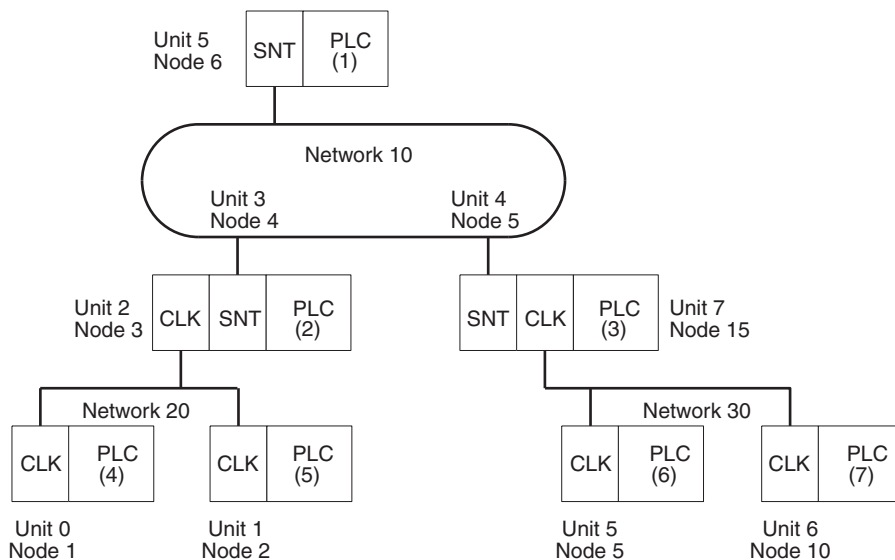 Unit 5
Node 6
SNT
PLC
(1)
Network 10
Unit 3
Node 4
Unit 4
Node 5
Unit 2
Node 3
CLK
SNT
PLC
(2)
SNT
CLK
PLC
(3)
Unit 7
Node 15
Network 20
Network 30
CLK
PLC
(4)
CLK
PLC
(5)
CLK
PLC
(6)
CLK
PLC
(7)
Unit 0
Node 1
Unit 1
Node 2
Unit 5
Node 5
Unit 6
Node 10